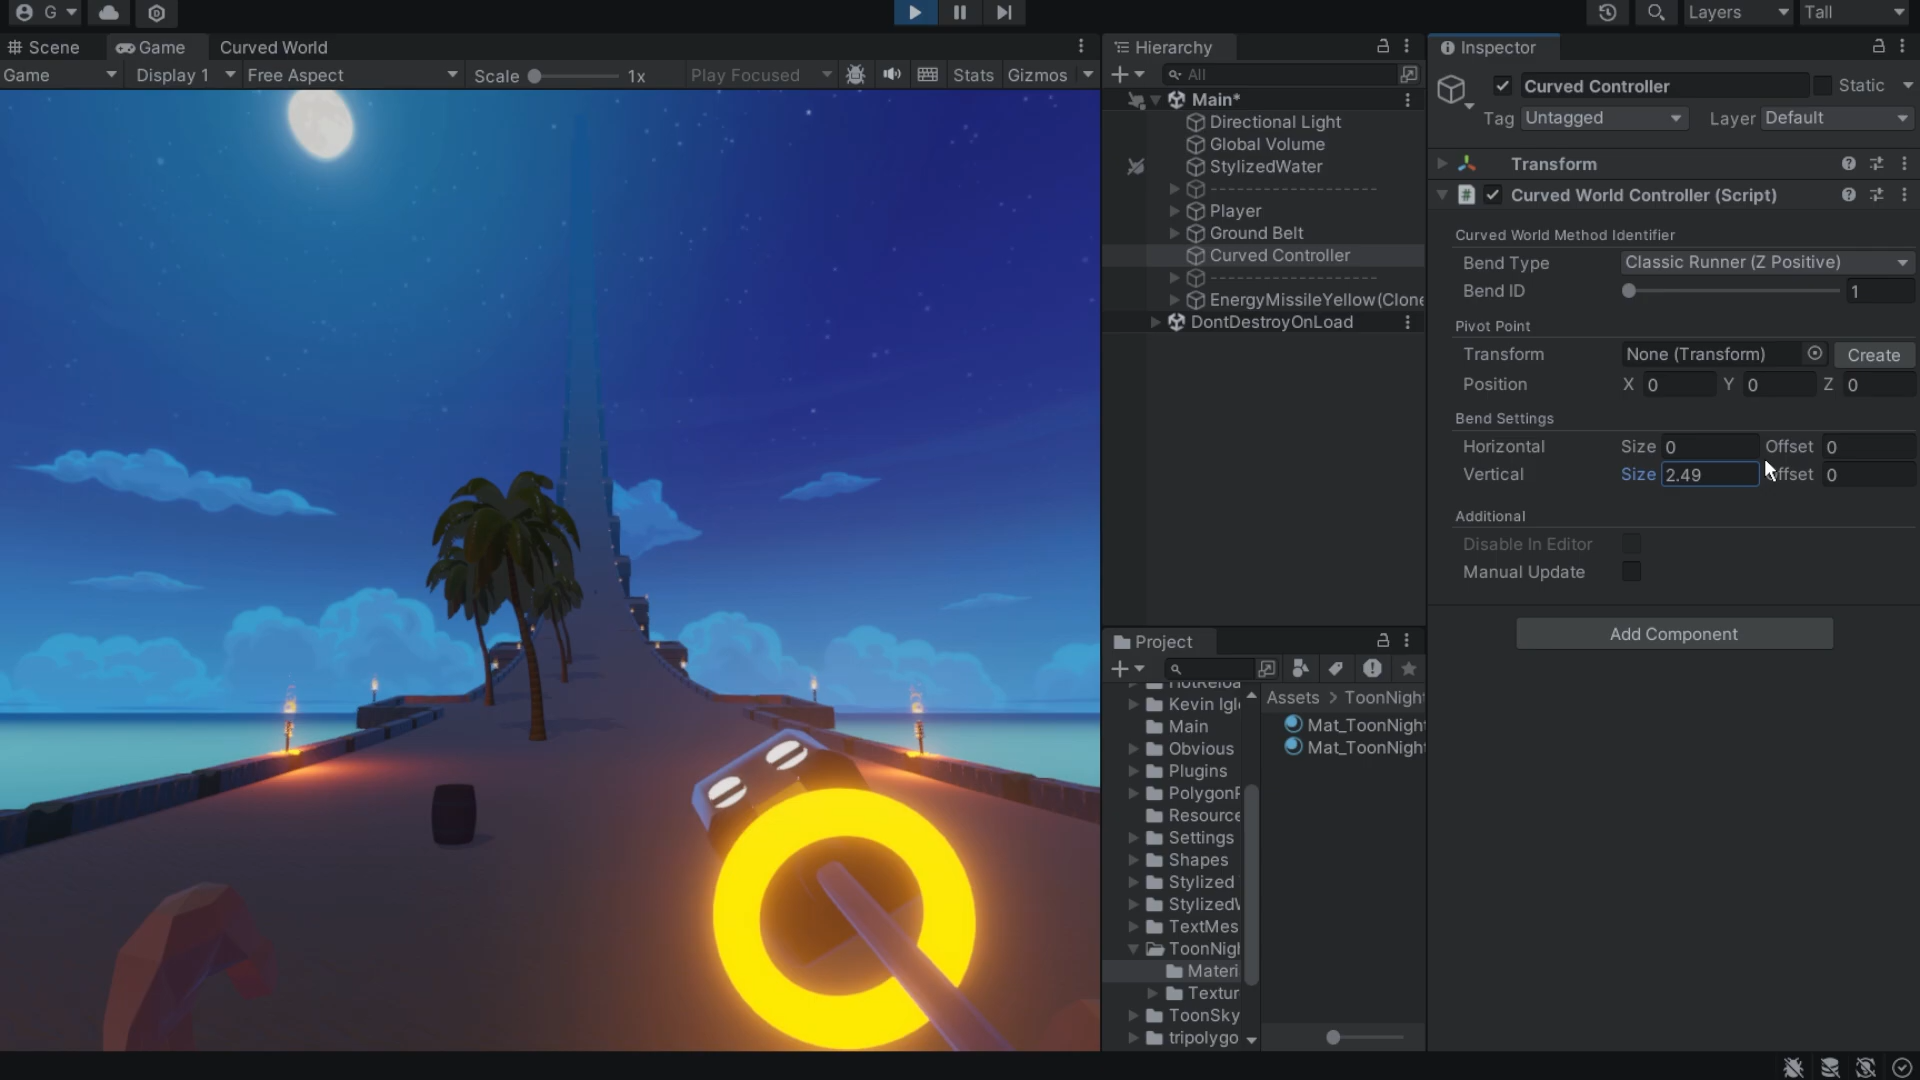 G
Scene
Game
Curved World
Game
Display 1
Free Aspect
Scale
1x
Play Focused
Stats
Gizmos
Layers
Tall
Hierarchy
All
Main*
Directional Light
Global Volume
StylizedWater
--------------------
Player
Ground Belt
Curved Controller
--------------------
EnergyMissileYellow(Clone
DontDestroyOnLoad
Project
Kevin Igl
Main
Obvious
Plugins
PolygonP
Resource
Settings
Shapes
Stylized
StylizedW
TextMes
ToonNigh
Materi
Textur
ToonSky
tripolygo
Assets > ToonNight
Mat_ToonNight
Mat_ToonNight
Inspector
Curved Controller
Static
Tag Untagged Layer Default
Transform
Curved World Controller (Script)
Curved World Method Identifier
Bend Type Classic Runner (Z Positive)
Bend ID 1
Pivot Point
Transform None (Transform) Create
Position X 0 Y 0 Z 0
Bend Settings
Horizontal Size 0 Offset 0
Vertical Size 2.49 ffset 0
Additional
Disable In Editor
Manual Update
Add Component